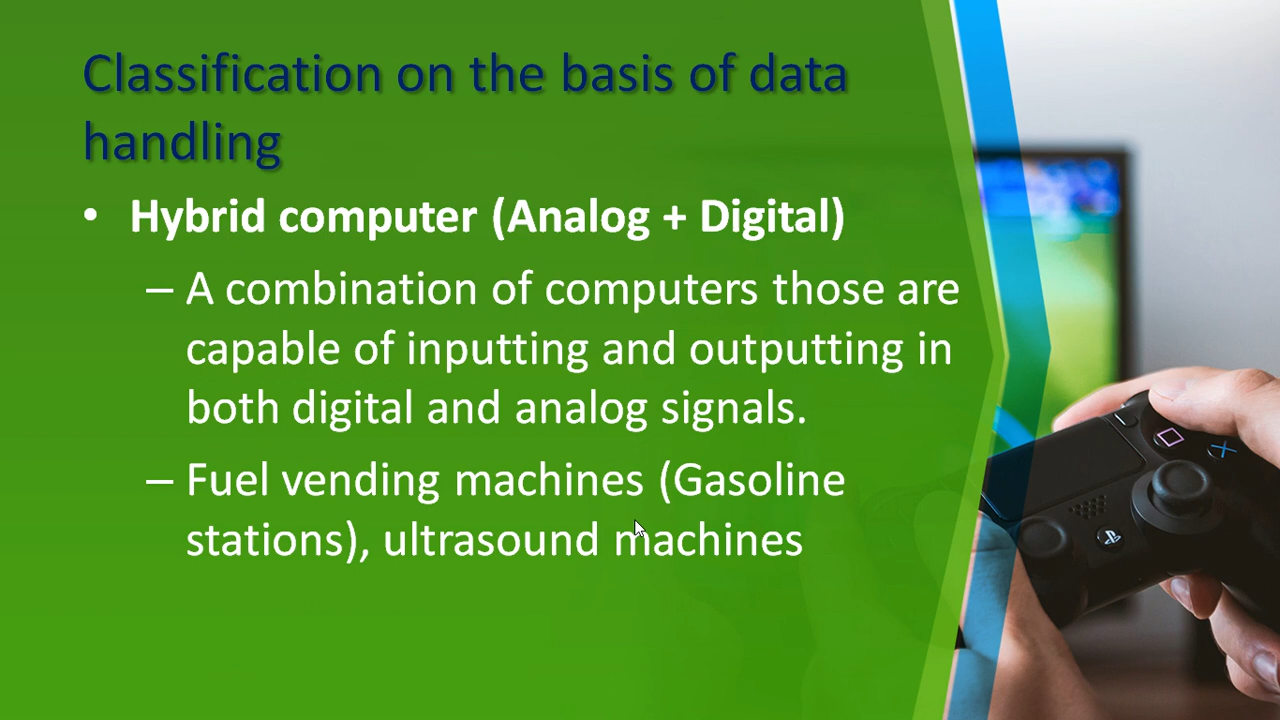 Classification on the basis of data
handling
• Hybrid computer (Analog + Digital)
– A combination of computers those are
capable of inputting and outputting in
both digital and analog signals.
– Fuel vending machines (Gasoline
stations), ultrasound machines